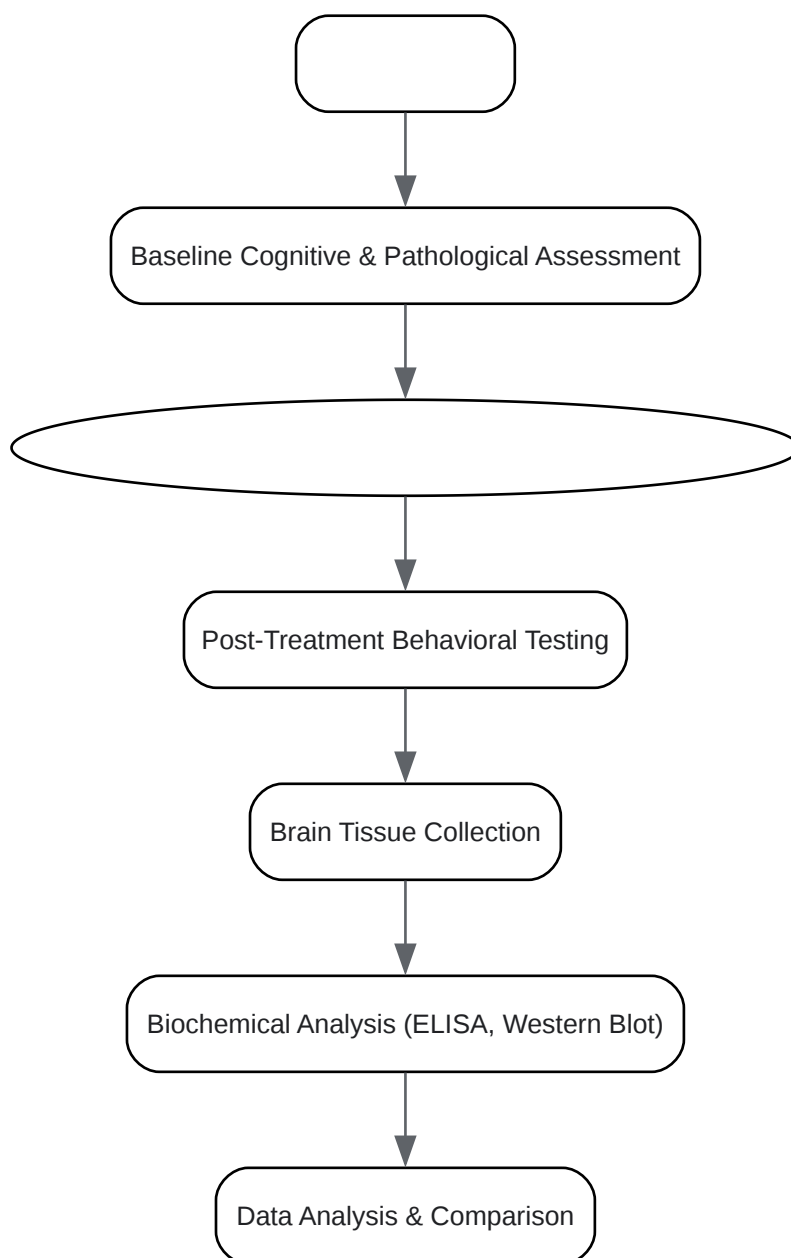 Baseline Cognitive & Pathological Assessment
Post-Treatment Behavioral Testing
Brain Tissue Collection
Biochemical Analysis (ELISA, Western Blot)
Data Analysis & Comparison